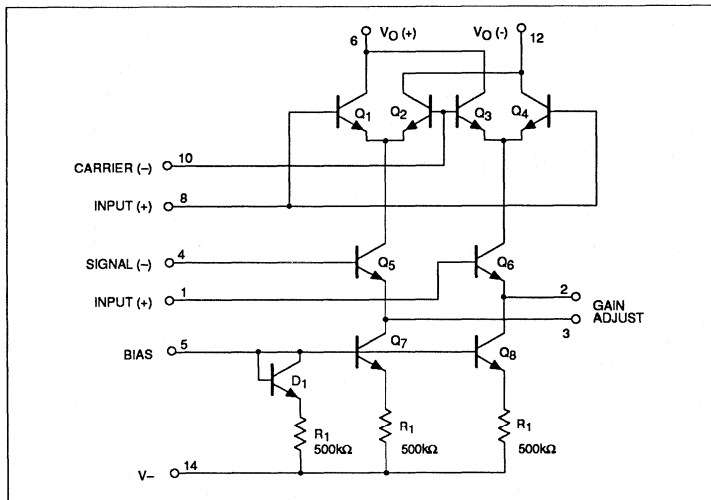 6 VO (+) VO (-) 12
Q1 Q2 Q3 Q4
CARRIER (–) 10
INPUT (+) 8
SIGNAL (–) 4 Q5 Q6
INPUT (+) 1
2
GAIN
ADJUST
3
BIAS 5 Q7 Q8
D1
R1 R1 R1
500kΩ 500kΩ 500kΩ
V– 14